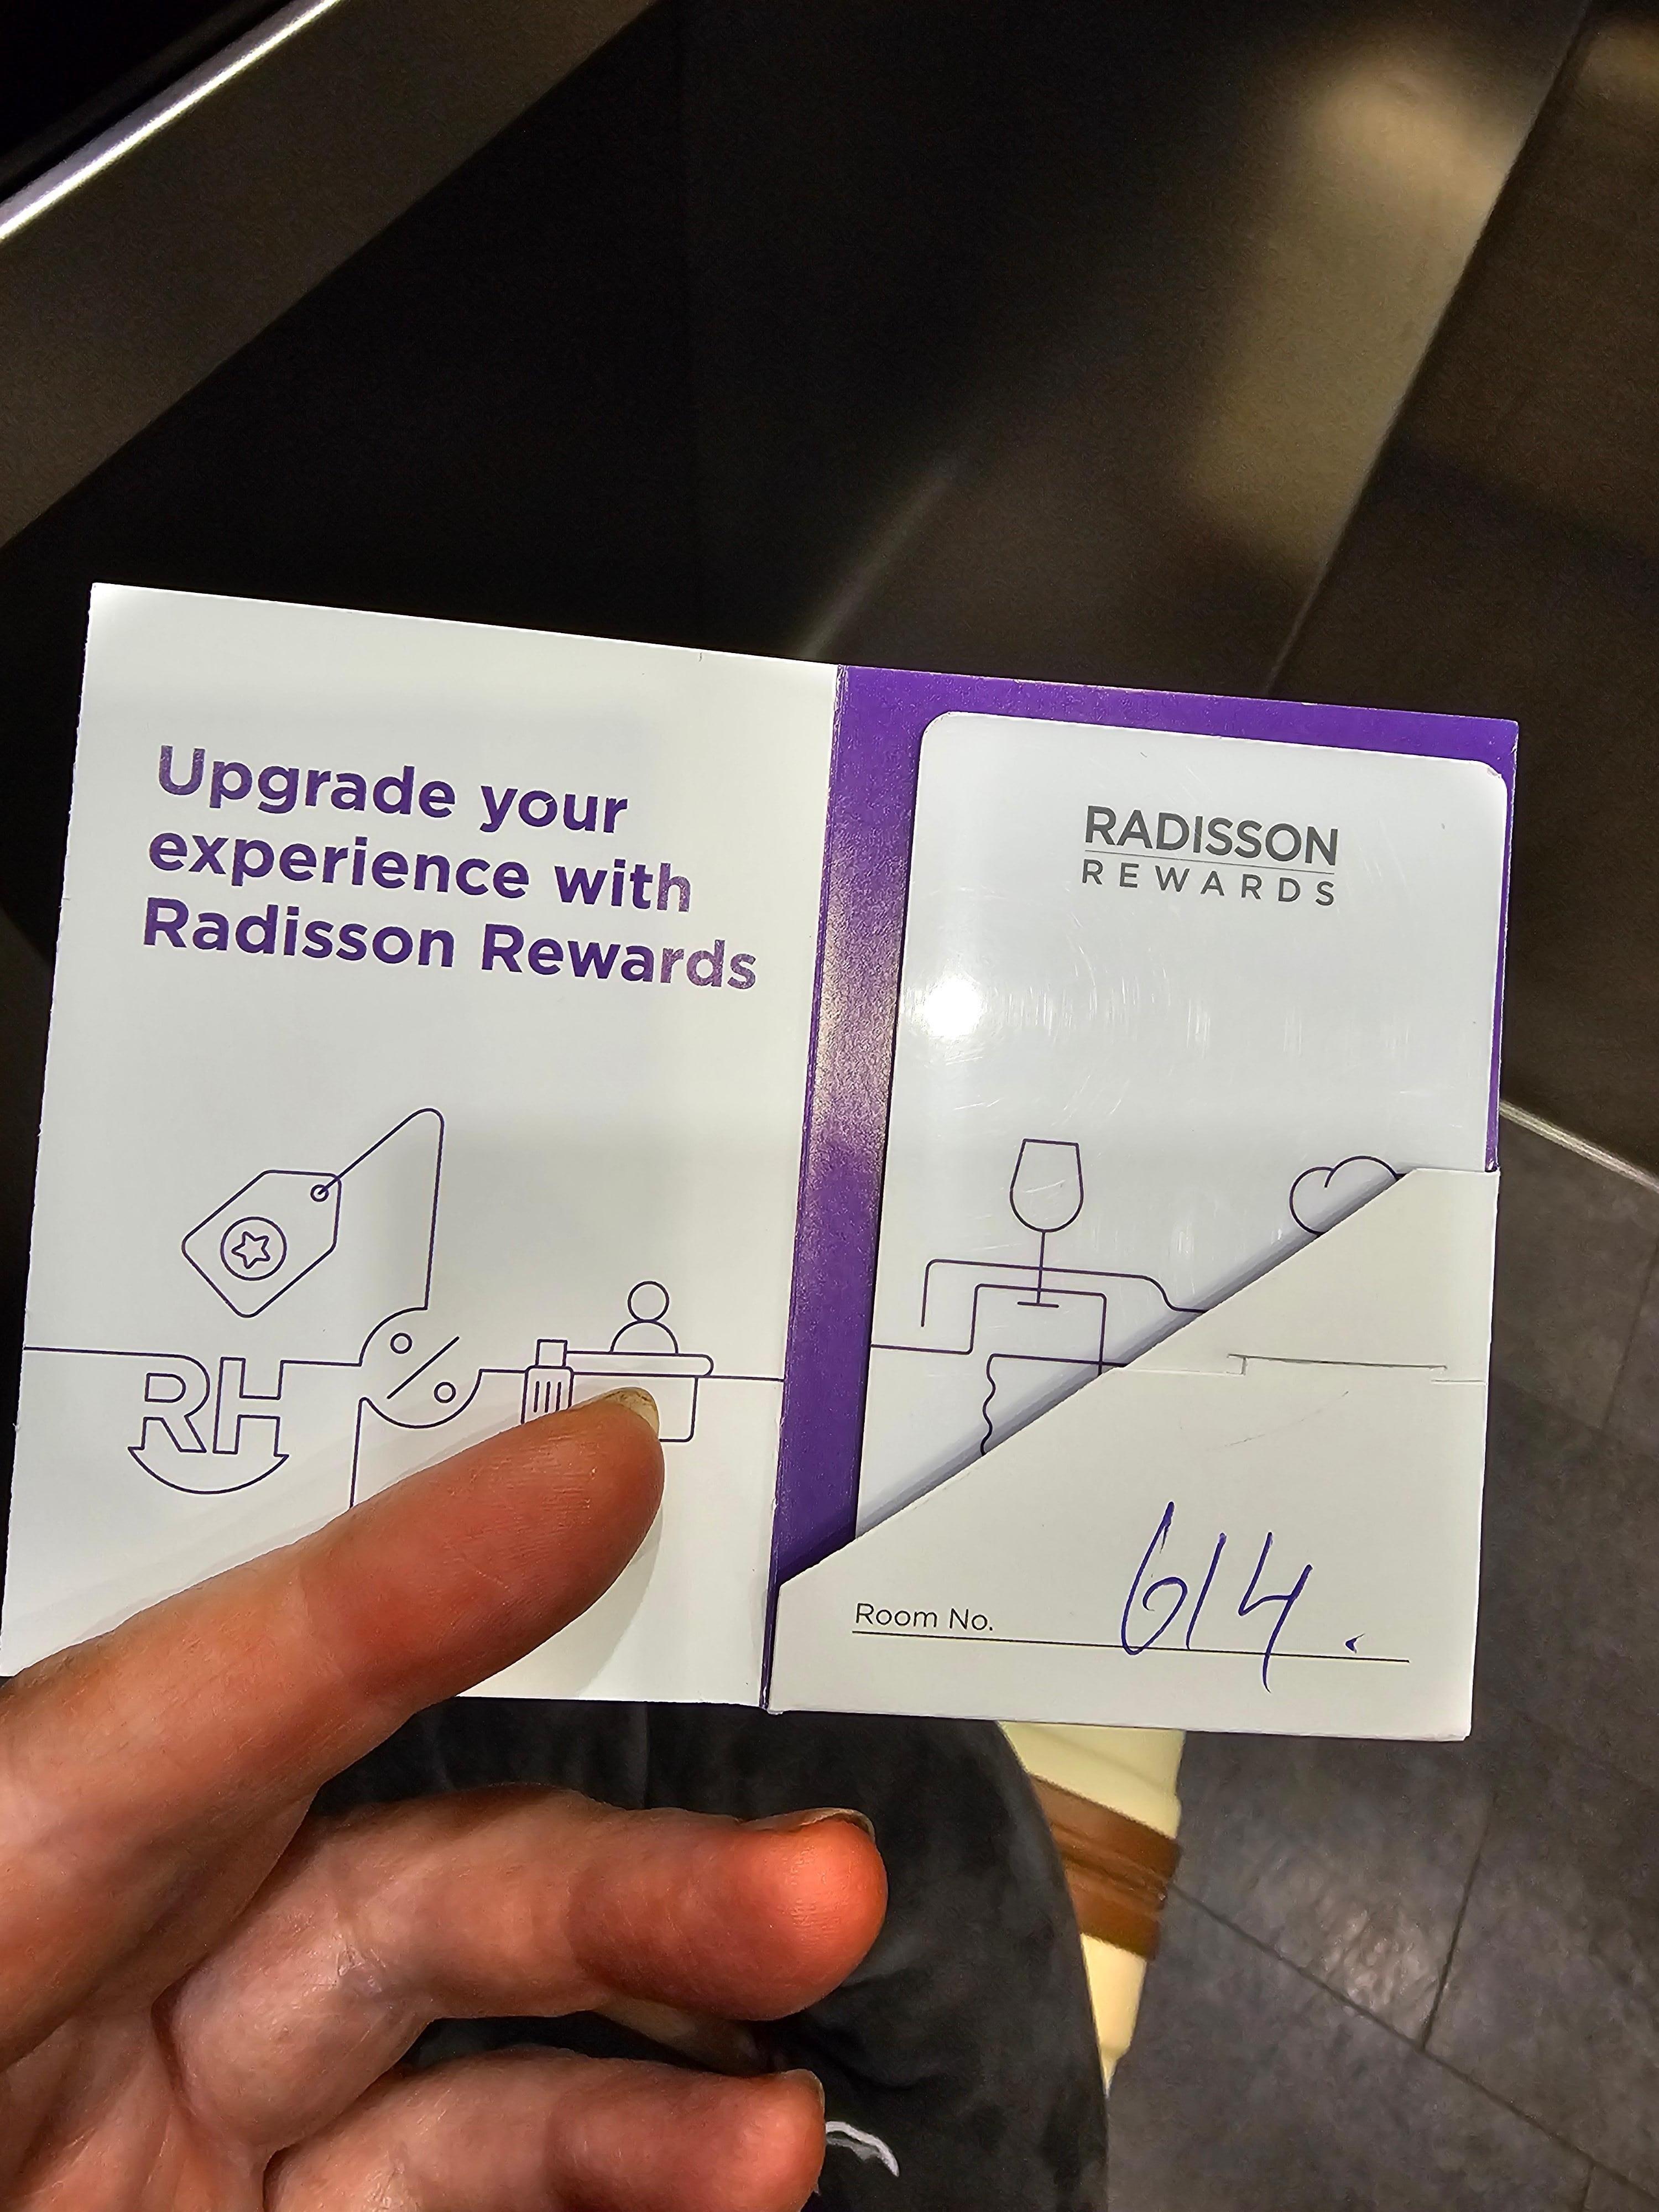 Upgrade your
experience with
Radisson Rewards
RH
%
RADISSON
REWARDS
Room No. 614.